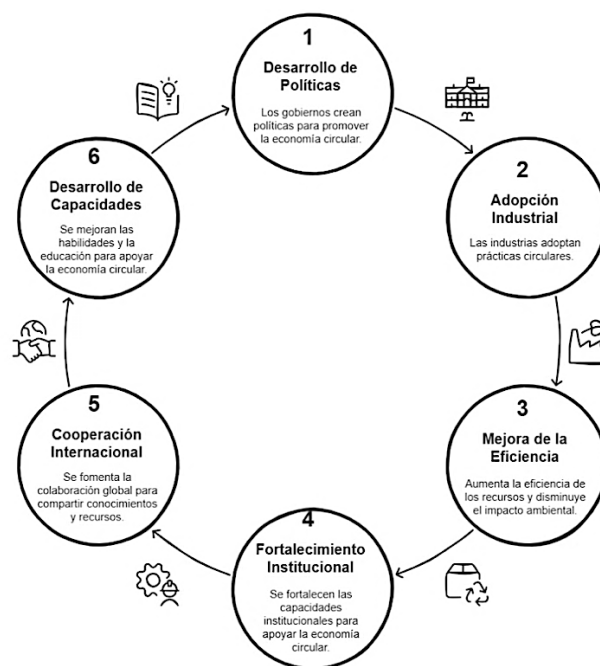 1
Desarrollo de
Políticas
Los gobiernos crean
políticas para promover
la economía circular.
2
Adopción
Industrial
Las industrias adoptan
prácticas circulares.
3
Mejora de la
Eficiencia
Aumenta la eficiencia de
los recursos y disminuye
el impacto ambiental.
4
Fortalecimiento
Institucional
Se fortalecen las
capacidades
institucionales para
apoyar la economía
circular.
5
Cooperación
Internacional
Se fomenta la
colaboración global para
compartir conocimientos
y recursos.
6
Desarrollo de
Capacidades
Se mejoran las
habilidades y la
educación para apoyar
la economía circular.